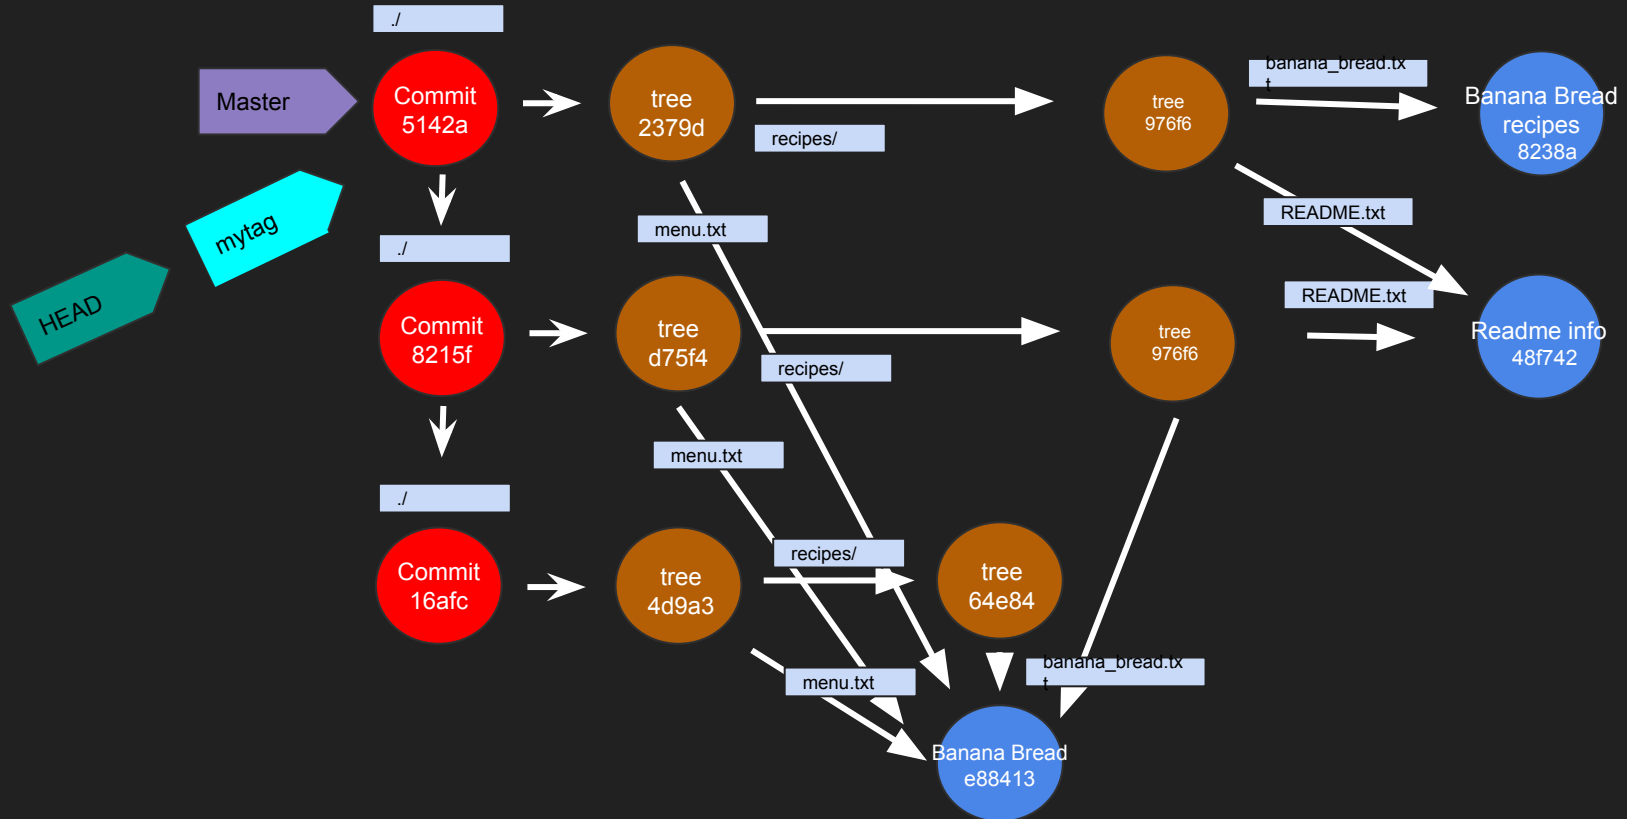 ./
Master
Commit
5142a
tree
2379d
recipes/
tree
976f6
banana_bread.tx
t
Banana Bread
recipes
8238a
mytag
HEAD
./
menu.txt
README.txt
Commit
8215f
tree
d75f4
recipes/
tree
976f6
README.txt
Readme info
48f742
menu.txt
./
Commit
16afc
tree
4d9a3
recipes/
tree
64e84
menu.txt
banana_bread.tx
t
Banana Bread
e88413